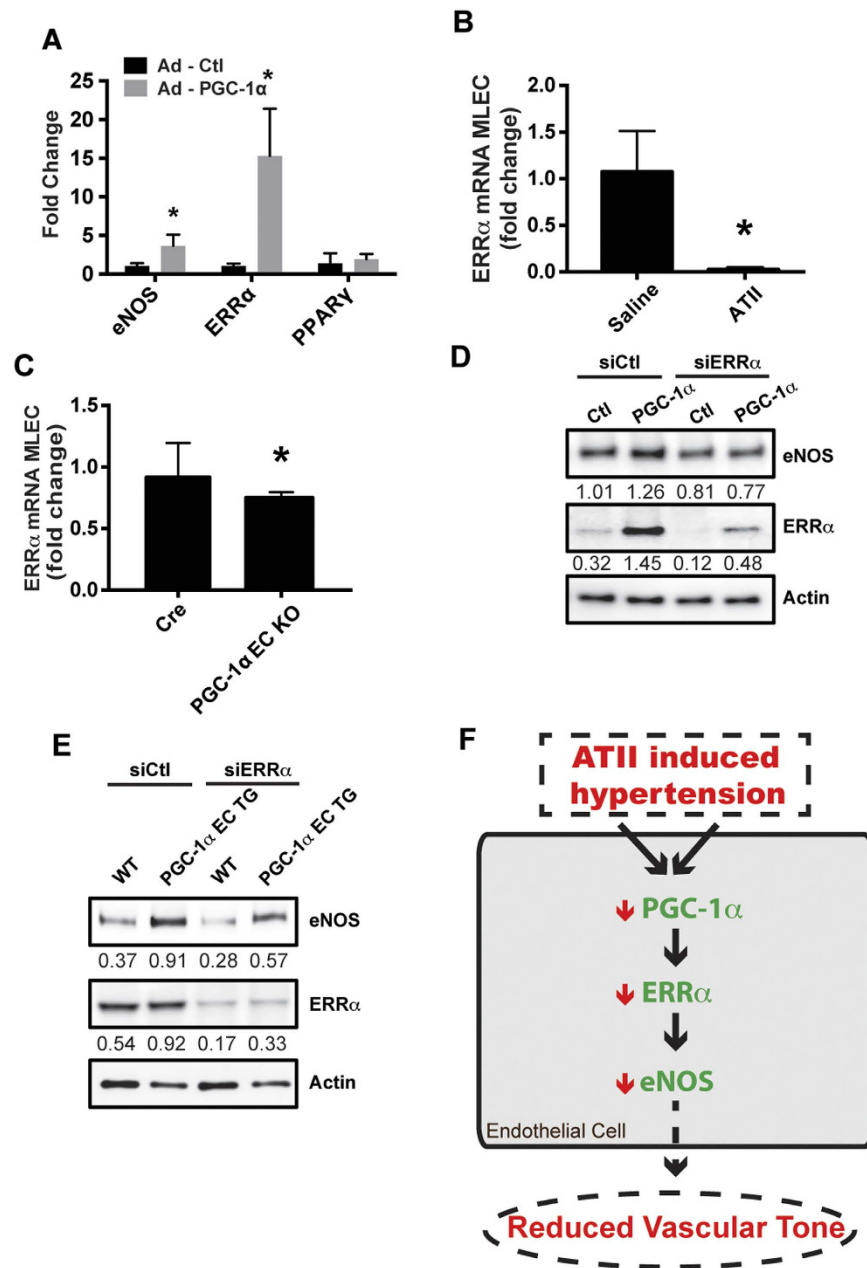 A
Ad - Ctl
Ad - PGC-1α
Fold Change
25
20
15
10
5
0
*
*
eNOS
ERRα
PPARγ
B
ERRα mRNA MLEC
(fold change)
2.0
1.5
1.0
0.5
0.0
*
Saline
ATII
C
ERRα mRNA MLEC
(fold change)
1.5
1.0
0.5
0.0
*
Cre
PGC-1α EC KO
D
siCtl siERRα
Ctl PGC-1α Ctl PGC-1α
eNOS
1.01 1.26 0.81 0.77
ERRα
0.32 1.45 0.12 0.48
Actin
E
siCtl siERRα
WT PGC-1α EC TG WT PGC-1α EC TG
eNOS
0.37 0.91 0.28 0.57
ERRα
0.54 0.92 0.17 0.33
Actin
F
ATII induced
hypertension
PGC-1α
ERRα
eNOS
Endothelial Cell
Reduced Vascular Tone